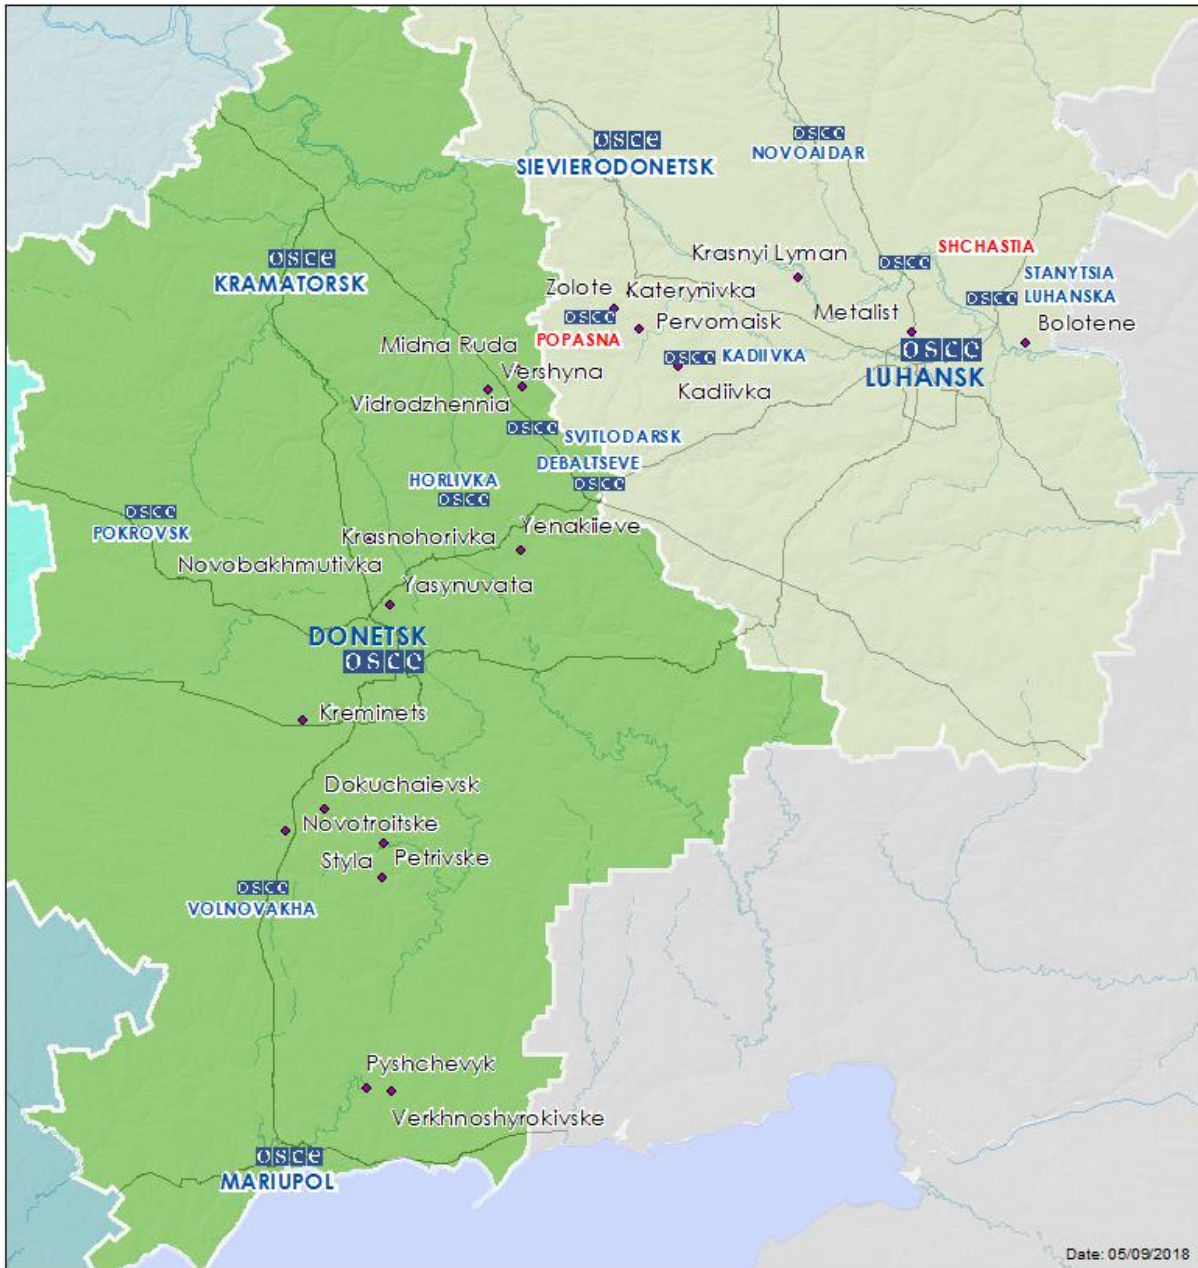 osce
SIEVIERODONETSK
osce
NOVOAIDAR
osce
KRAMATORSK
Krasnyi Lyman
osce
SHCHASTIA
STANYTSIA
osce
LUHANSKA
Zolote
Katerynivka
osce
POPASNA
Pervomaisk
Metalist
Bolotene
osce
LUHANSK
Midna Ruda
Vershyna
osce
KADIIVKA
Kadiivka
Vidrodzhennia
osce
SVITLODARSK
DEBALTSEVE
osce
HORLIVKA
osce
osce
POKROVSK
Krasnohorivka
Yenakiieve
Novobakhmutivka
Yasynuvata
DONETSK
osce
Kreminets
Dokuchaievsk
Novotroitske
Styla
Petrivske
osce
VOLNOVAKHA
Pyshchevyk
Verkhnoshyrokivske
osce
MARIUPOL
Date: 05/09/2018